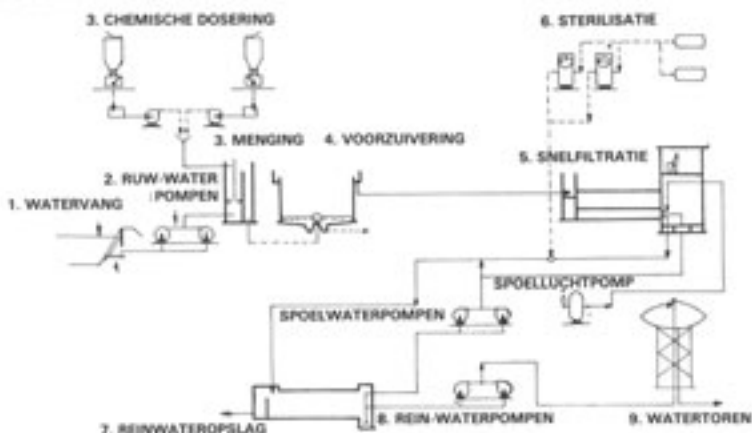 3. CHEMISCHE DOSERING
6. STERILISATIE
3. MENGING
4. VOORZUIVERING
5. SNELFILTRATIE
2. RUW-WATER
POMPEN
1. WATERVANG
SPOELLUCHTPOMP
SPOELWATERPOMPEN
7. REINWATEROPSLAG
8. REIN-WATERPOMPEN
9. WATERTOREN